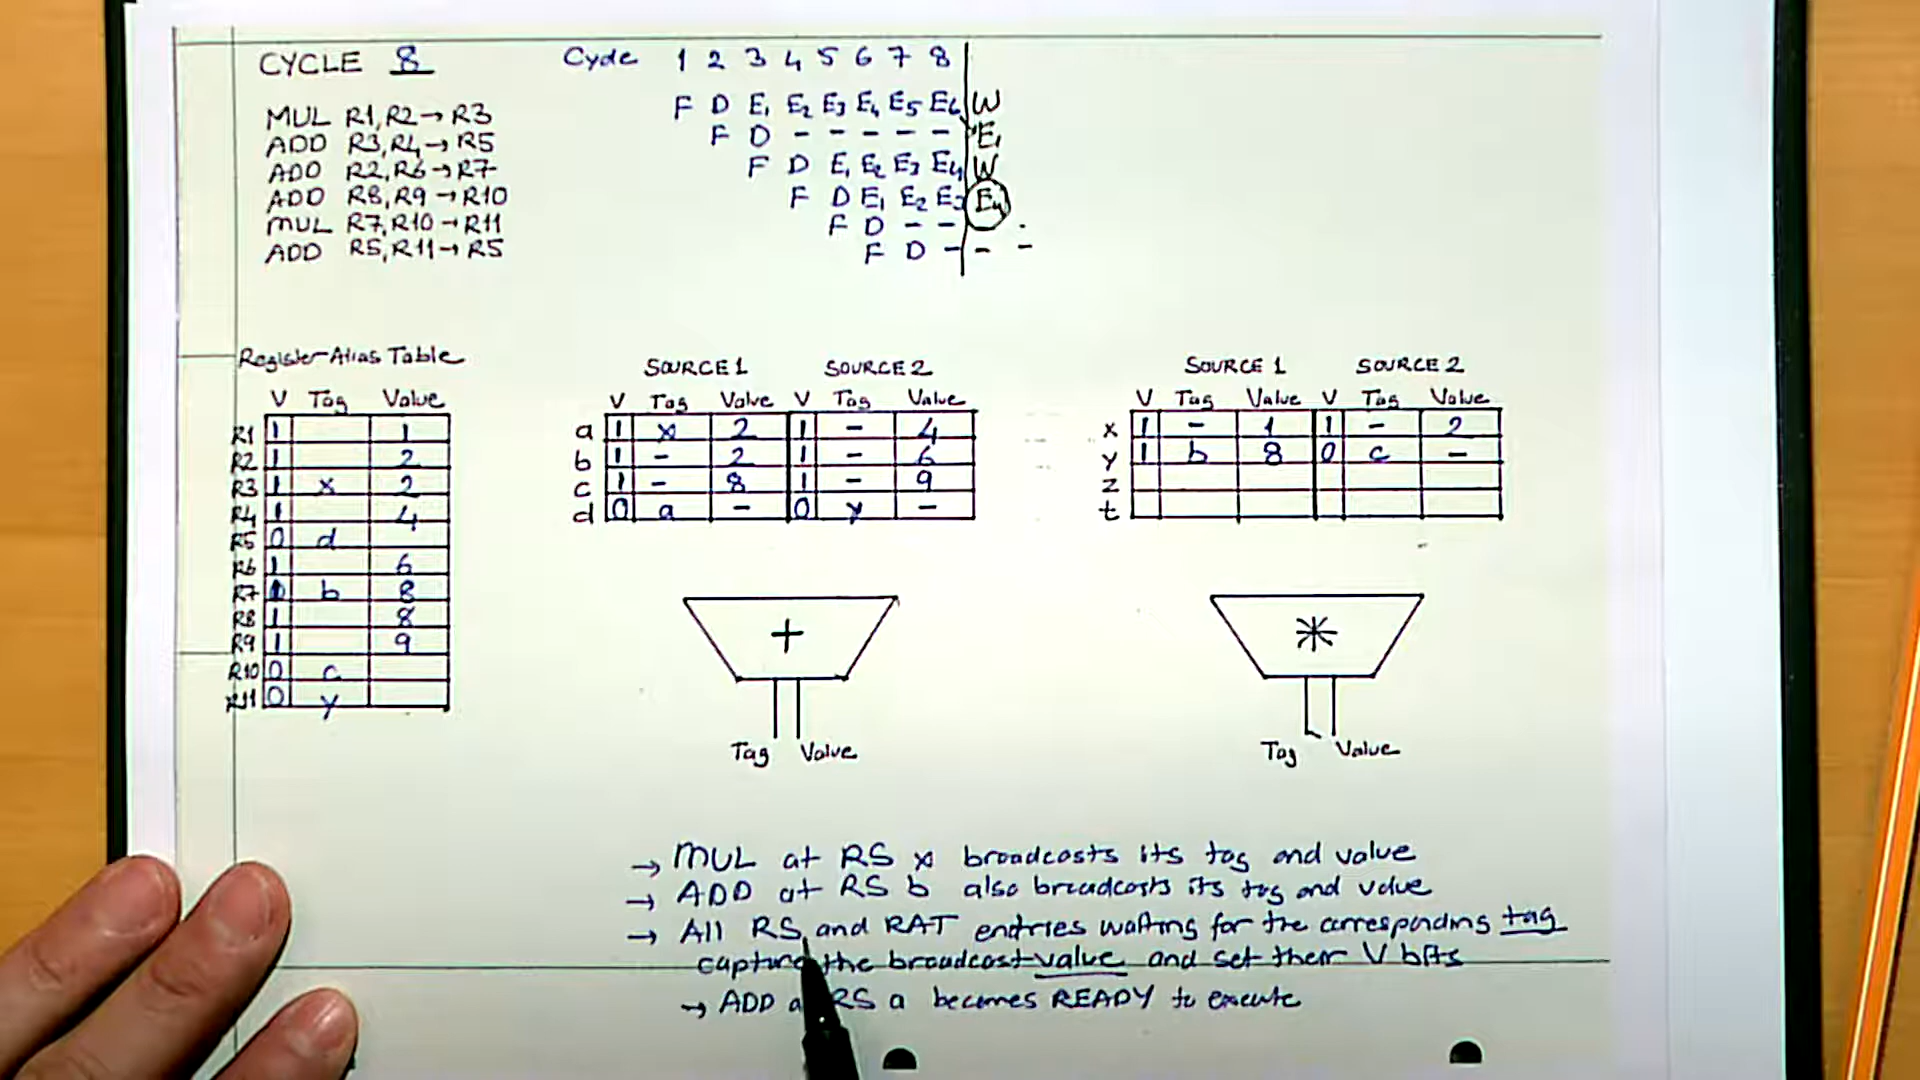 CYCLE 8
MUL R1,R2→R3
ADD R3,R4→R5
ADD R2,R6→R7
ADD R8,R9→R10
MUL R7,R10→R11
ADD R5,R11→R5
Cycle 1 2 3 4 5 6 7 8
F D E1 E2 E3 E4 E5 E6 W
F D - - - - - E1
F D E1 E2 E3 E4 W
F D E1 E2 E3 E4
F D - -
F D - - -
Register Alias Table
V Tag Value
R1 1 1
R2 1 2
R3 1 x 2
R4 1 4
R5 0 d
R6 1 6
R7 1 b 8
R8 1 8
R9 1 9
R10 0 c
R11 0 y
SOURCE 1 SOURCE 2
V Tag Value V Tag Value
a 1 x 2 1 - 4
b 1 - 2 1 - 6
c 1 - 8 1 - 9
d 0 a - 0 y -
+
Tag Value
SOURCE 1 SOURCE 2
V Tag Value V Tag Value
x 1 - 1 1 - 2
y 1 b 8 0 c -
z
t
*
Tag Value
→ MUL at RS x broadcasts its tag and value
→ ADD at RS b also broadcasts its tag and value
→ All RS and RAT entries waiting for the corresponding tag
capture the broadcast value and set their V bits
→ ADD a RS a becomes READY to execute